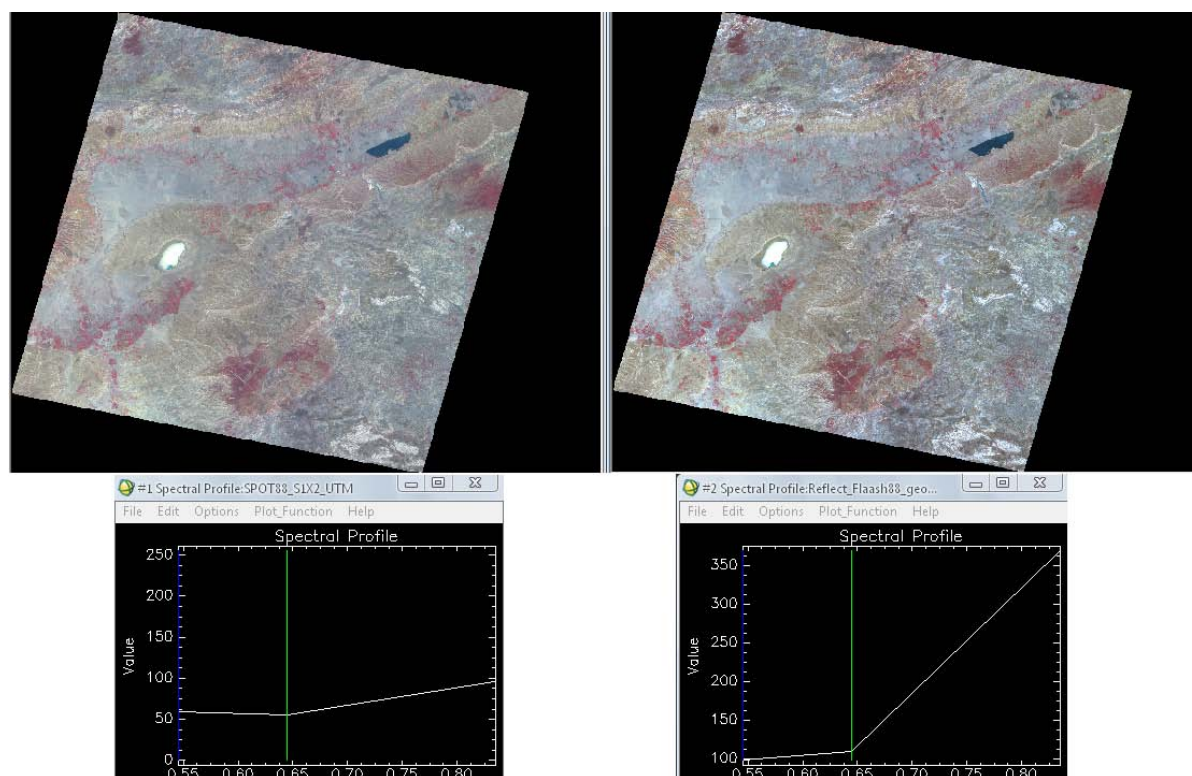 #1 Spectral Profile:SPOT88_S1X2_UTM
File Edit Options Plot_Function Help
Spectral Profile
250
200
150
100
50
0
Value
0.55 0.60 0.65 0.70 0.75 0.80
#2 Spectral Profile:Reflect_Flaash88_geo...
File Edit Options Plot_Function Help
Spectral Profile
350
300
250
200
150
100
Value
0.55 0.60 0.65 0.70 0.75 0.80